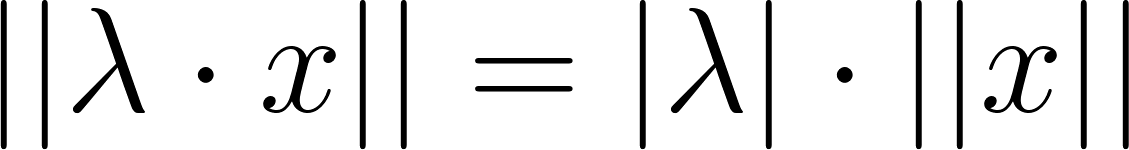 ||λ · x|| = |λ| · ||x||